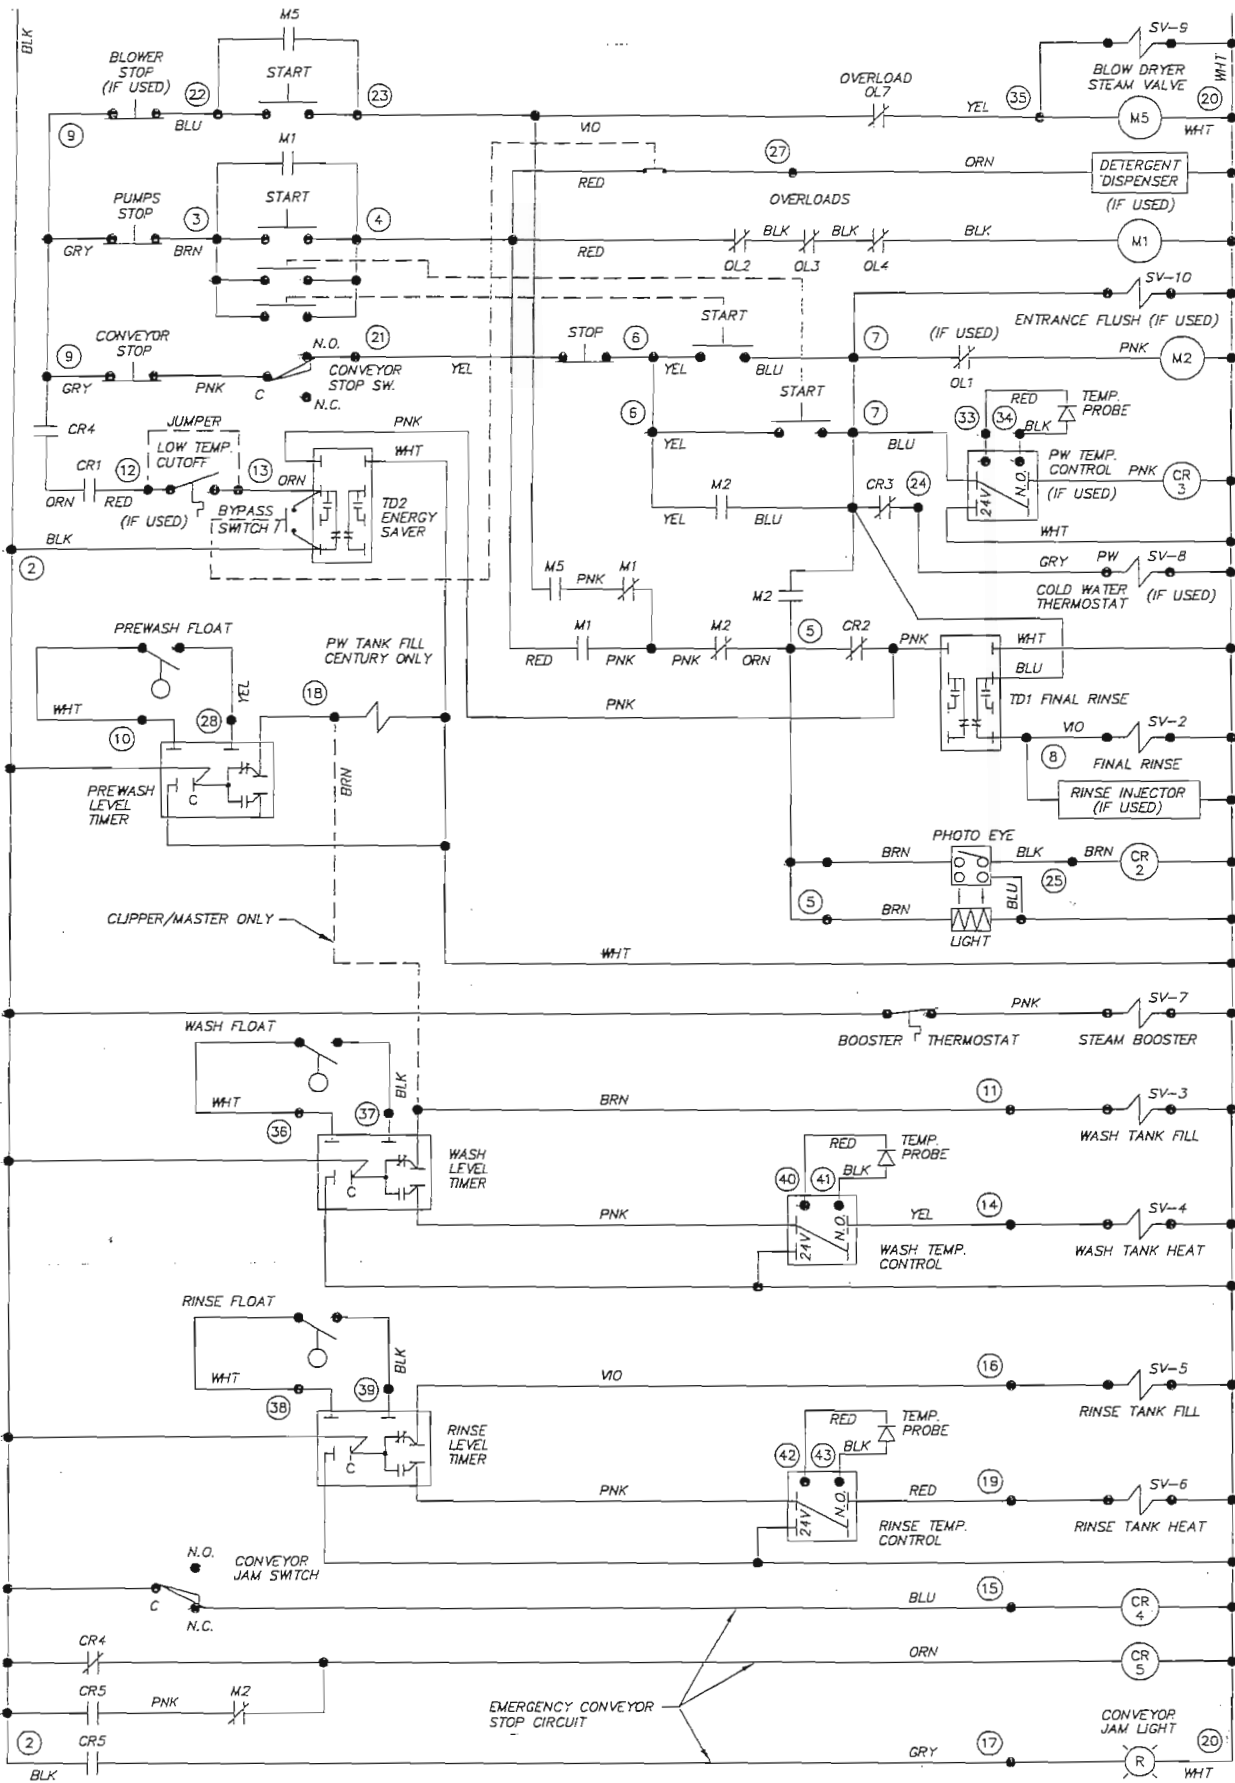 BLK
M5
BLOWER
STOP
(IF USED)
START
22
23
9
BLU
VIO
OVERLOAD
OL7
YEL
35
SV-9
BLOW DRYER
STEAM VALVE
WHT
20
M5
WHT
M1
27
ORN
RED
DETERGENT
DISPENSER
(IF USED)
PUMPS
STOP
START
3
4
GRY
BRN
RED
OVERLOADS
BLK
BLK
BLK
OL2
OL3
OL4
M1
SV-10
ENTRANCE FLUSH (IF USED)
START
CONVEYOR
STOP
N.O.
21
9
GRY
PNK
C
CONVEYOR
STOP SW.
N.C.
YEL
STOP
6
YEL
BLU
7
(IF USED)
OL1
PNK
M2
START
6
YEL
7
BLU
RED
33
34
BLK
TEMP.
PROBE
24V
N.O.
PW TEMP.
CONTROL
(IF USED)
PNK
CR
3
WHT
CR4
JUMPER
LOW TEMP.
CUTOFF
CR1
12
13
ORN
RED
(IF USED)
ORN
BYPASS
SWITCH
PNK
WHT
TD2
ENERGY
SAVER
M2
YEL
BLU
CR3
24
GRY
PW
SV-8
COLD WATER
THERMOSTAT
(IF USED)
BLK
2
M5
PNK
M1
M2
M1
RED
PNK
M2
PNK
ORN
5
CR2
PNK
WHT
BLU
TD1 FINAL RINSE
PNK
VIO
SV-2
8
FINAL RINSE
RINSE INJECTOR
(IF USED)
PREWASH FLOAT
PW TANK FILL
CENTURY ONLY
YEL
WHT
10
28
18
BRN
PREWASH
LEVEL
TIMER
C
PHOTO EYE
BRN
BLK
BRN
CR
2
25
BLU
5
BRN
LIGHT
CLIPPER/MASTER ONLY
WHT
PNK
SV-7
BOOSTER THERMOSTAT
STEAM BOOSTER
WASH FLOAT
BLK
WHT
36
37
BRN
11
SV-3
WASH TANK FILL
WASH
LEVEL
TIMER
C
RED
TEMP.
PROBE
40
41
BLK
PNK
24V
N.O.
YEL
14
SV-4
WASH TEMP.
CONTROL
WASH TANK HEAT
RINSE FLOAT
BLK
WHT
38
39
VIO
16
SV-5
RINSE TANK FILL
RINSE
LEVEL
TIMER
C
RED
TEMP.
PROBE
42
43
BLK
PNK
24V
N.O.
RED
19
SV-6
RINSE TEMP.
CONTROL
RINSE TANK HEAT
N.O.
CONVEYOR
JAM SWITCH
C
N.C.
BLU
15
CR
4
CR4
ORN
CR
5
CR5
PNK
M2
EMERGENCY CONVEYOR
STOP CIRCUIT
2
CR5
BLK
GRY
17
CONVEYOR
JAM LIGHT
R
20
WHT